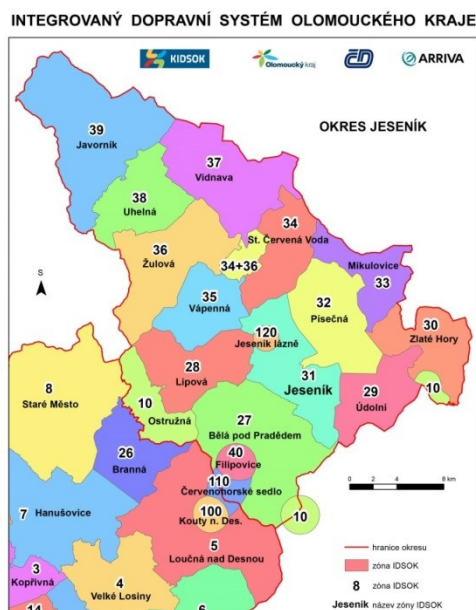 INTEGROVANÝ DOPRAVNÍ SYSTÉM OLOMOUCKÉHO KRAJE
KIDSOK
Olomoucký kraj
ČD
ARRIVA
OKRES JESENÍK
39
Javorník
37
Vidnava
38
Uhelná
34
St. Červená Voda
36
Žulová
34+36
Mikulovice
33
S
35
Vápenná
32
Písečná
30
Zlaté Hory
120
Jeseník lázně
28
Lipová
31
Jeseník
29
Údolní
10
8
Staré Město
10
Ostružná
27
Bělá pod Pradědem
26
Branná
40
Filipovice
110
Červenohorské sedlo
0 2 4 8 km
7
Hanušovice
100
Kouty n. Des.
10
5
Loučná nad Desnou
hranice okresu
zóna IDSOK
3
Kopřivná
4
Velké Losiny
8 zóna IDSOK
14
6
Jeseník název zóny IDSOK